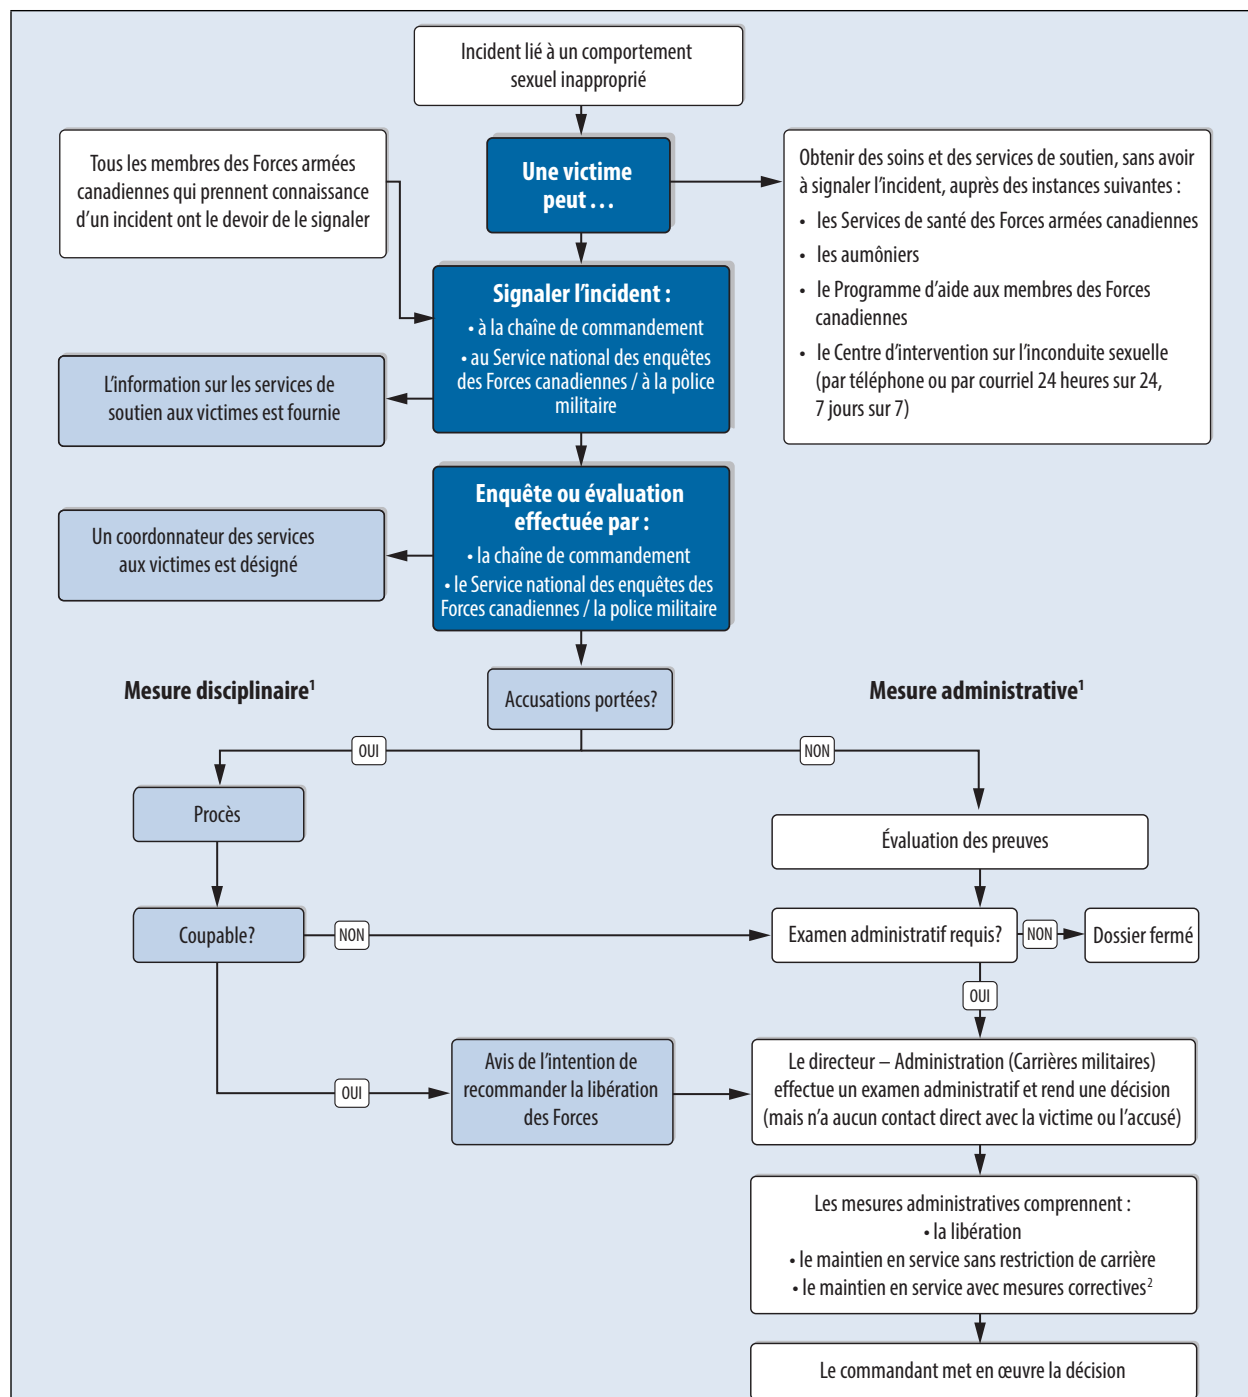 Incident lié à un comportement
sexuel inapproprié
Tous les membres des Forces armées
canadiennes qui prennent connaissance
d’un incident ont le devoir de le signaler
Une victime
peut . . .
Obtenir des soins et des services de soutien, sans avoir
à signaler l’incident, auprès des instances suivantes :
• les Services de santé des Forces armées canadiennes
• les aumôniers
• le Programme d’aide aux membres des Forces
canadiennes
• le Centre d’intervention sur l’inconduite sexuelle
(par téléphone ou par courriel 24 heures sur 24,
7 jours sur 7)
Signaler l’incident :
• à la chaîne de commandement
• au Service national des enquêtes
des Forces canadiennes / à la police
militaire
L’information sur les services de
soutien aux victimes est fournie
Enquête ou évaluation
effectuée par :
• la chaîne de commandement
• le Service national des enquêtes des
Forces canadiennes / la police militaire
Un coordonnateur des services
aux victimes est désigné
Mesure disciplinaire¹
Accusations portées?
Mesure administrative¹
OUI
NON
Procès
Évaluation des preuves
Coupable?
NON
Examen administratif requis?
NON
Dossier fermé
OUI
OUI
Avis de l’intention de
recommander la libération
des Forces
Le directeur – Administration (Carrières militaires)
effectue un examen administratif et rend une décision
(mais n’a aucun contact direct avec la victime ou l’accusé)
Les mesures administratives comprennent :
• la libération
• le maintien en service sans restriction de carrière
• le maintien en service avec mesures correctives²
Le commandant met en œuvre la décision